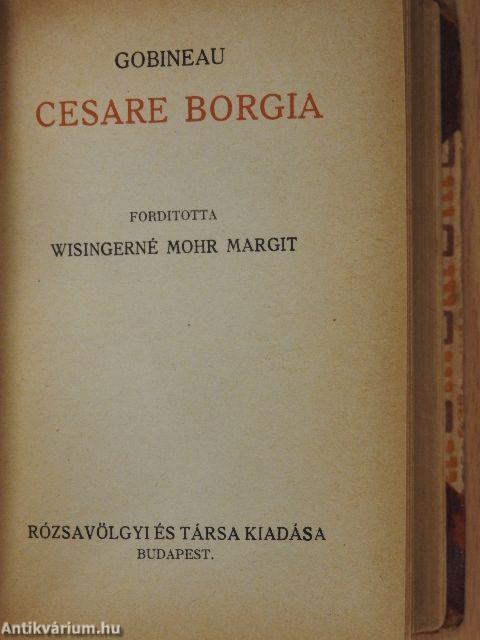 GOBINEAU
CESARE BORGIA
FORDITOTTA
WISINGERNÉ MOHR MARGIT
RÓZSAVÖLGYI ÉS TÁRSA KIADÁSA
BUDAPEST.
Antikvárium.hu